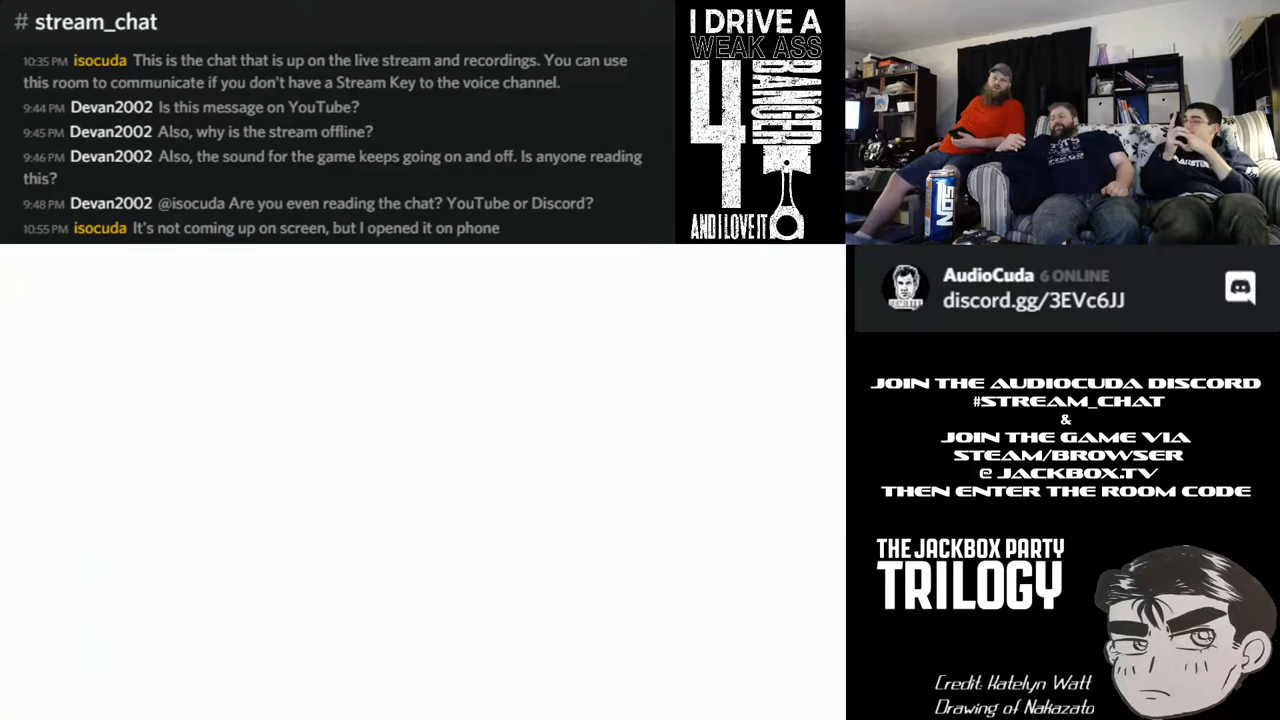 # stream_chat
10:35 PM isocuda This is the chat that is up on the live stream and recordings. You can use
this room to communicate if you don't have a Stream Key to the voice channel.
9:44 PM Devan2002 Is this message on YouTube?
9:45 PM Devan2002 Also, why is the stream offline?
9:46 PM Devan2002 Also, the sound for the game keeps going on and off. Is anyone reading
this?
9:48 PM Devan2002 @isocuda Are you even reading the chat? YouTube or Discord?
10:55 PM isocuda It's not coming up on screen, but I opened it on phone
I DRIVE A
WEAK ASS
4
BANGER
AND I LOVE IT
NOS
AudioCuda 6 ONLINE
discord.gg/3EVc6JJ
JOIN THE AUDIOCUDA DISCORD
#STREAM_CHAT
&
JOIN THE GAME VIA
STEAM/BROWSER
@ JACKBOX.TV
THEN ENTER THE ROOM CODE
THE JACKBOX PARTY
TRILOGY
Credit: Katelyn Watt
Drawing of Nakazato